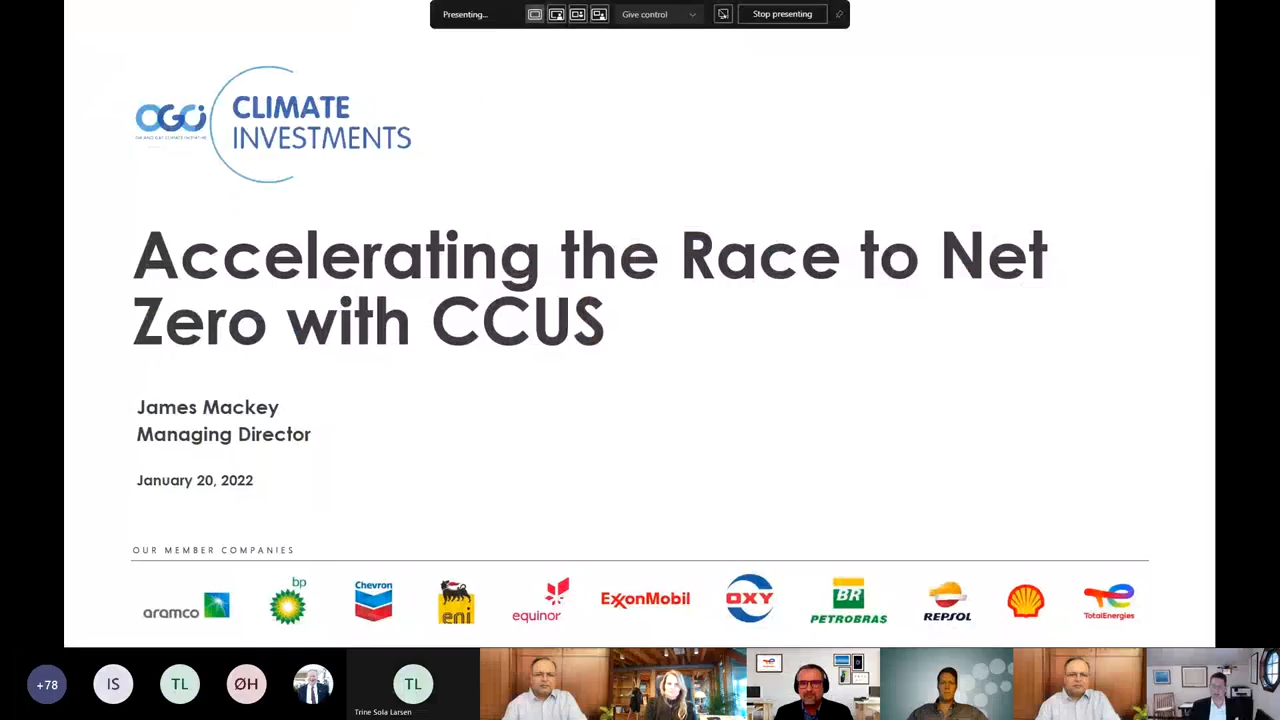 Presenting...
Give control
Stop presenting
OGCI
CLIMATE
INVESTMENTS
Accelerating the Race to Net
Zero with CCUS
James Mackey
Managing Director
January 20, 2022
OUR MEMBER COMPANIES
aramco
bp
Chevron
eni
equinor
ExxonMobil
OXY
BR
PETROBRAS
REPSOL
TotalEnergies
+78
IS
TL
ØH
TL
Trine Sola Larsen